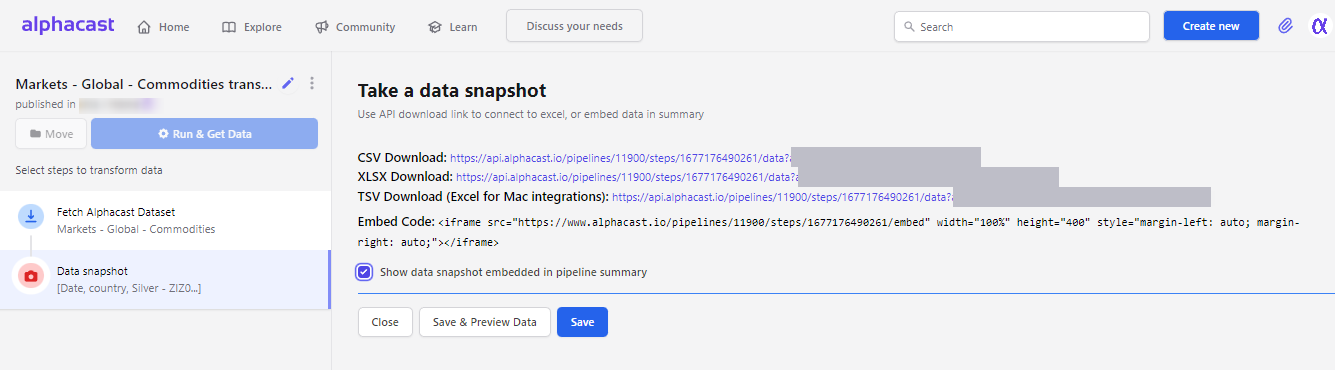 alphacast
Home
Explore
Community
Learn
Discuss your needs
Search
Create new
Markets - Global - Commodities trans...
published in
Move
Run & Get Data
Select steps to transform data
Fetch Alphacast Dataset
Markets - Global - Commodities
Data snapshot
[Date, country, Silver - ZIZ0...]
Take a data snapshot
Use API download link to connect to excel, or embed data in summary
CSV Download: https://api.alphacast.io/pipelines/11900/steps/1677176490261/data?a
XLSX Download: https://api.alphacast.io/pipelines/11900/steps/1677176490261/data?a
TSV Download (Excel for Mac integrations): https://api.alphacast.io/pipelines/11900/steps/1677176490261/data?a
Embed Code: <iframe src="https://www.alphacast.io/pipelines/11900/steps/1677176490261/embed" width="100%" height="400" style="margin-left: auto; margin-
right: auto;"></iframe>
Show data snapshot embedded in pipeline summary
Close
Save & Preview Data
Save